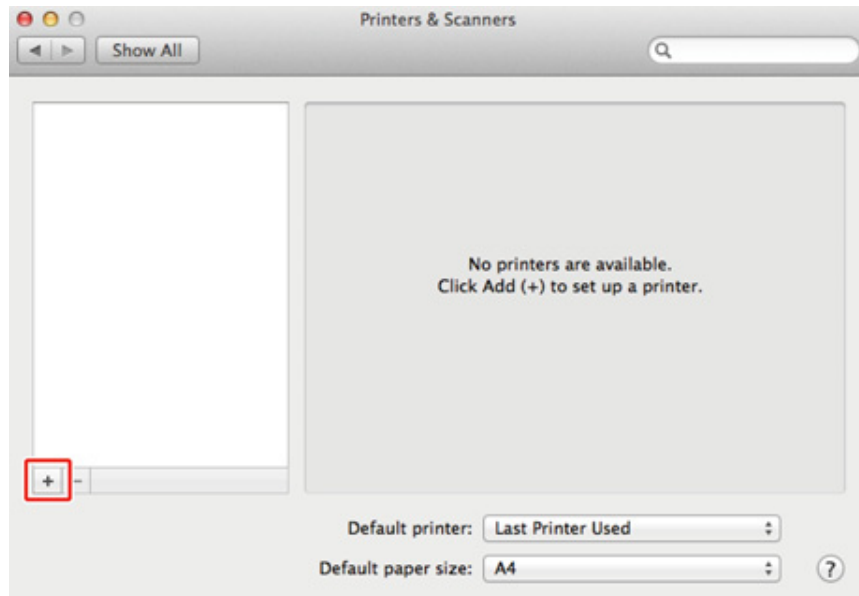 Printers & Scanners
Show All
No printers are available.
Click Add (+) to set up a printer.
+ -
Default printer: Last Printer Used
Default paper size: A4 ?